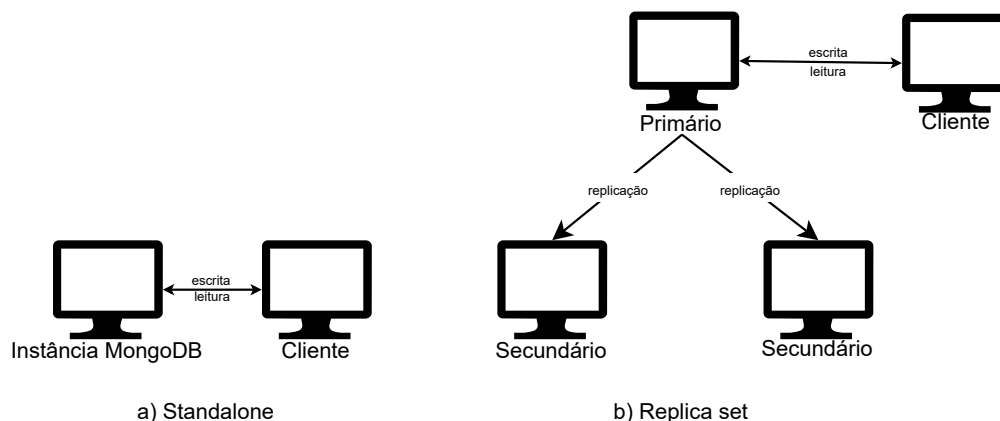 escrita
leitura
Primário
Cliente
replicação
replicação
escrita
leitura
Instância MongoDB
Cliente
Secundário
Secundário
a) Standalone
b) Replica set